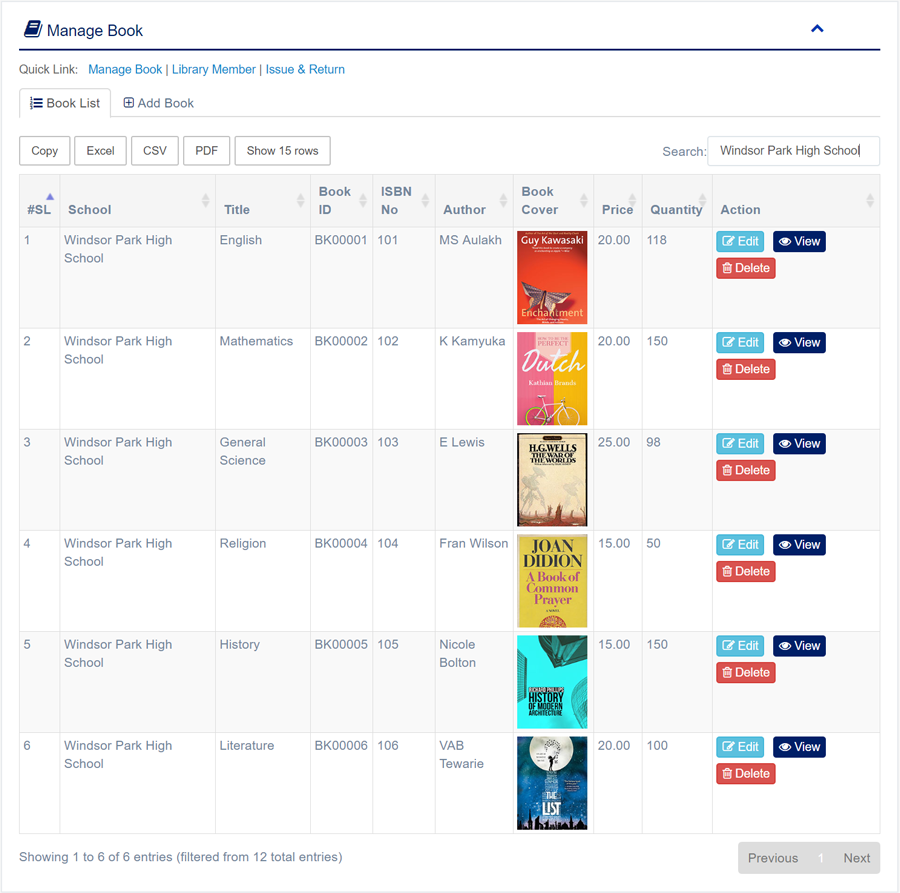 Manage Book
Quick Link: Manage Book | Library Member | Issue & Return
Book List Add Book
Copy Excel CSV PDF Show 15 rows Search: Windsor Park High School
#SL School Title Book ID ISBN No Author Book Cover Price Quantity Action
1 Windsor Park High School English BK00001 101 MS Aulakh 20.00 118 Edit View Delete
Guy Kawasaki
Enchantment
2 Windsor Park High School Mathematics BK00002 102 K Kamyuka 20.00 150 Edit View Delete
HOW TO BE THE
PERFECT
Dutch
Kathian Brands
3 Windsor Park High School General Science BK00003 103 E Lewis 25.00 98 Edit View Delete
H.G.WELLS
THE WAR OF
THE WORLDS
4 Windsor Park High School Religion BK00004 104 Fran Wilson 15.00 50 Edit View Delete
JOAN
DIDION
A Book of
Common
Prayer
A NOVEL
5 Windsor Park High School History BK00005 105 Nicole Bolton 15.00 150 Edit View Delete
RICHARD PHILLIPS
HISTORY
OF MODERN
ARCHITECTURE
6 Windsor Park High School Literature BK00006 106 VAB Tewarie 20.00 100 Edit View Delete
THE
LIST
Showing 1 to 6 of 6 entries (filtered from 12 total entries)
Previous 1 Next